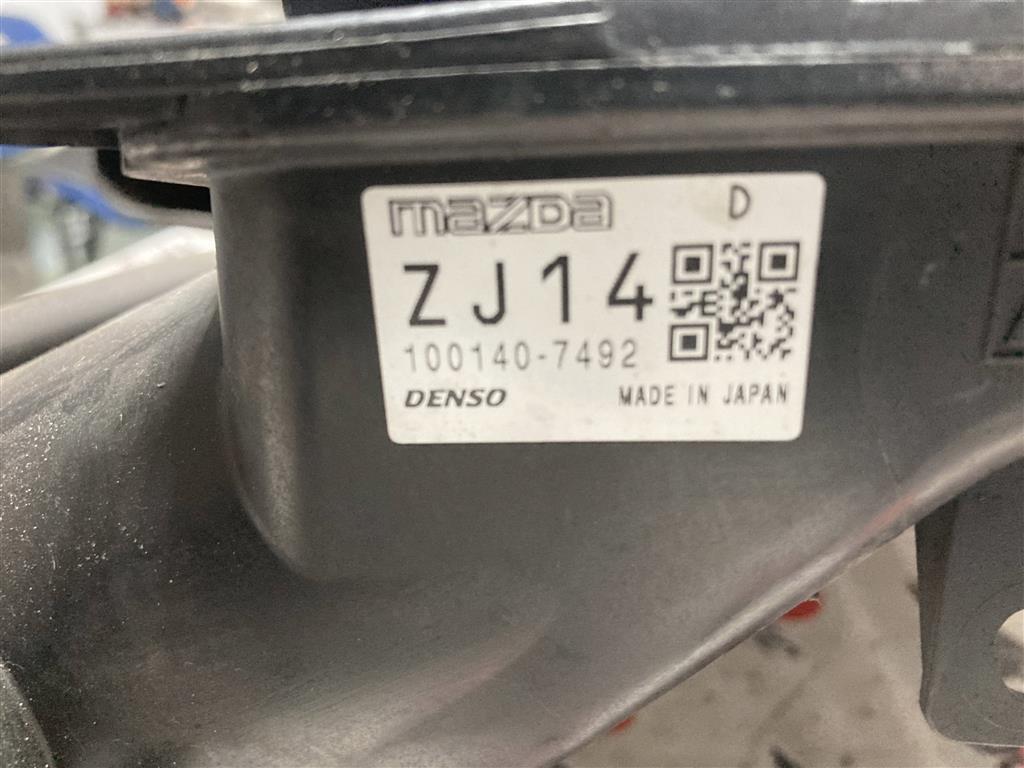 mazda D
ZJ14
100140-7492
DENSO MADE IN JAPAN